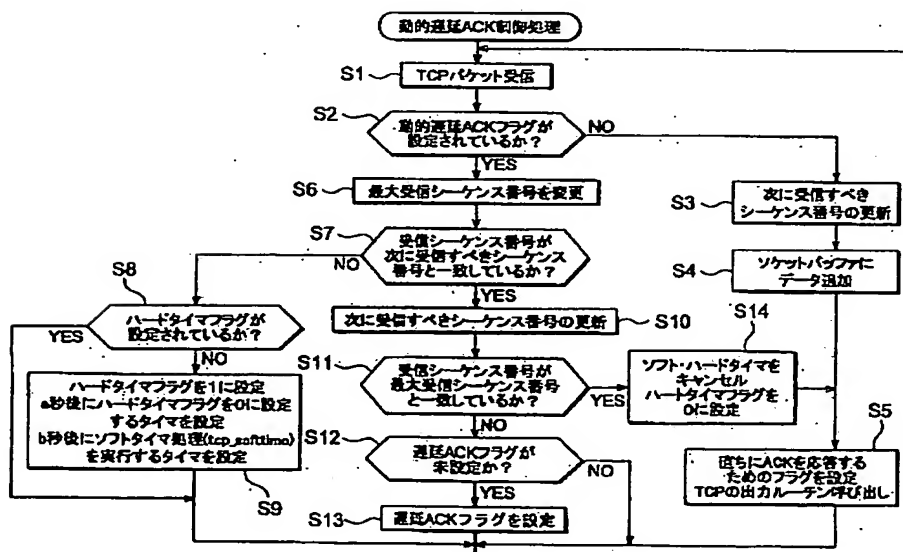 動的遅延ACK制御処理
S1
TCPパケット受信
S2
動的遅延ACKフラグが
設定されているか？
NO
YES
S6
最大受信シーケンス番号を変更
S3
次に受信すべき
シーケンス番号の更新
S7
受信シーケンス番号が
次に受信すべきシーケンス
番号と一致しているか？
NO
YES
S4
ソケットバッファに
データ追加
S8
ハードタイマフラグが
設定されているか？
YES
NO
次に受信すべきシーケンス番号の更新
S10
S14
ソフト・ハードタイマを
キャンセル
ハートタイマフラグを
0に設定
S11
受信シーケンス番号が
最大受信シーケンス番号
と一致しているか？
YES
NO
ハードタイマフラグを1に設定
a秒後にハードタイマフラグを0に設定
するタイマを設定
b秒後にソフトタイマ処理(tcp_softtimo)
を実行するタイマを設定
S9
S12
遅延ACKフラグが
未設定か？
NO
YES
S5
直ちにACKを応答する
ためのフラグを設定
TCPの出力ルーチン呼び出し
S13
遅延ACKフラグを設定